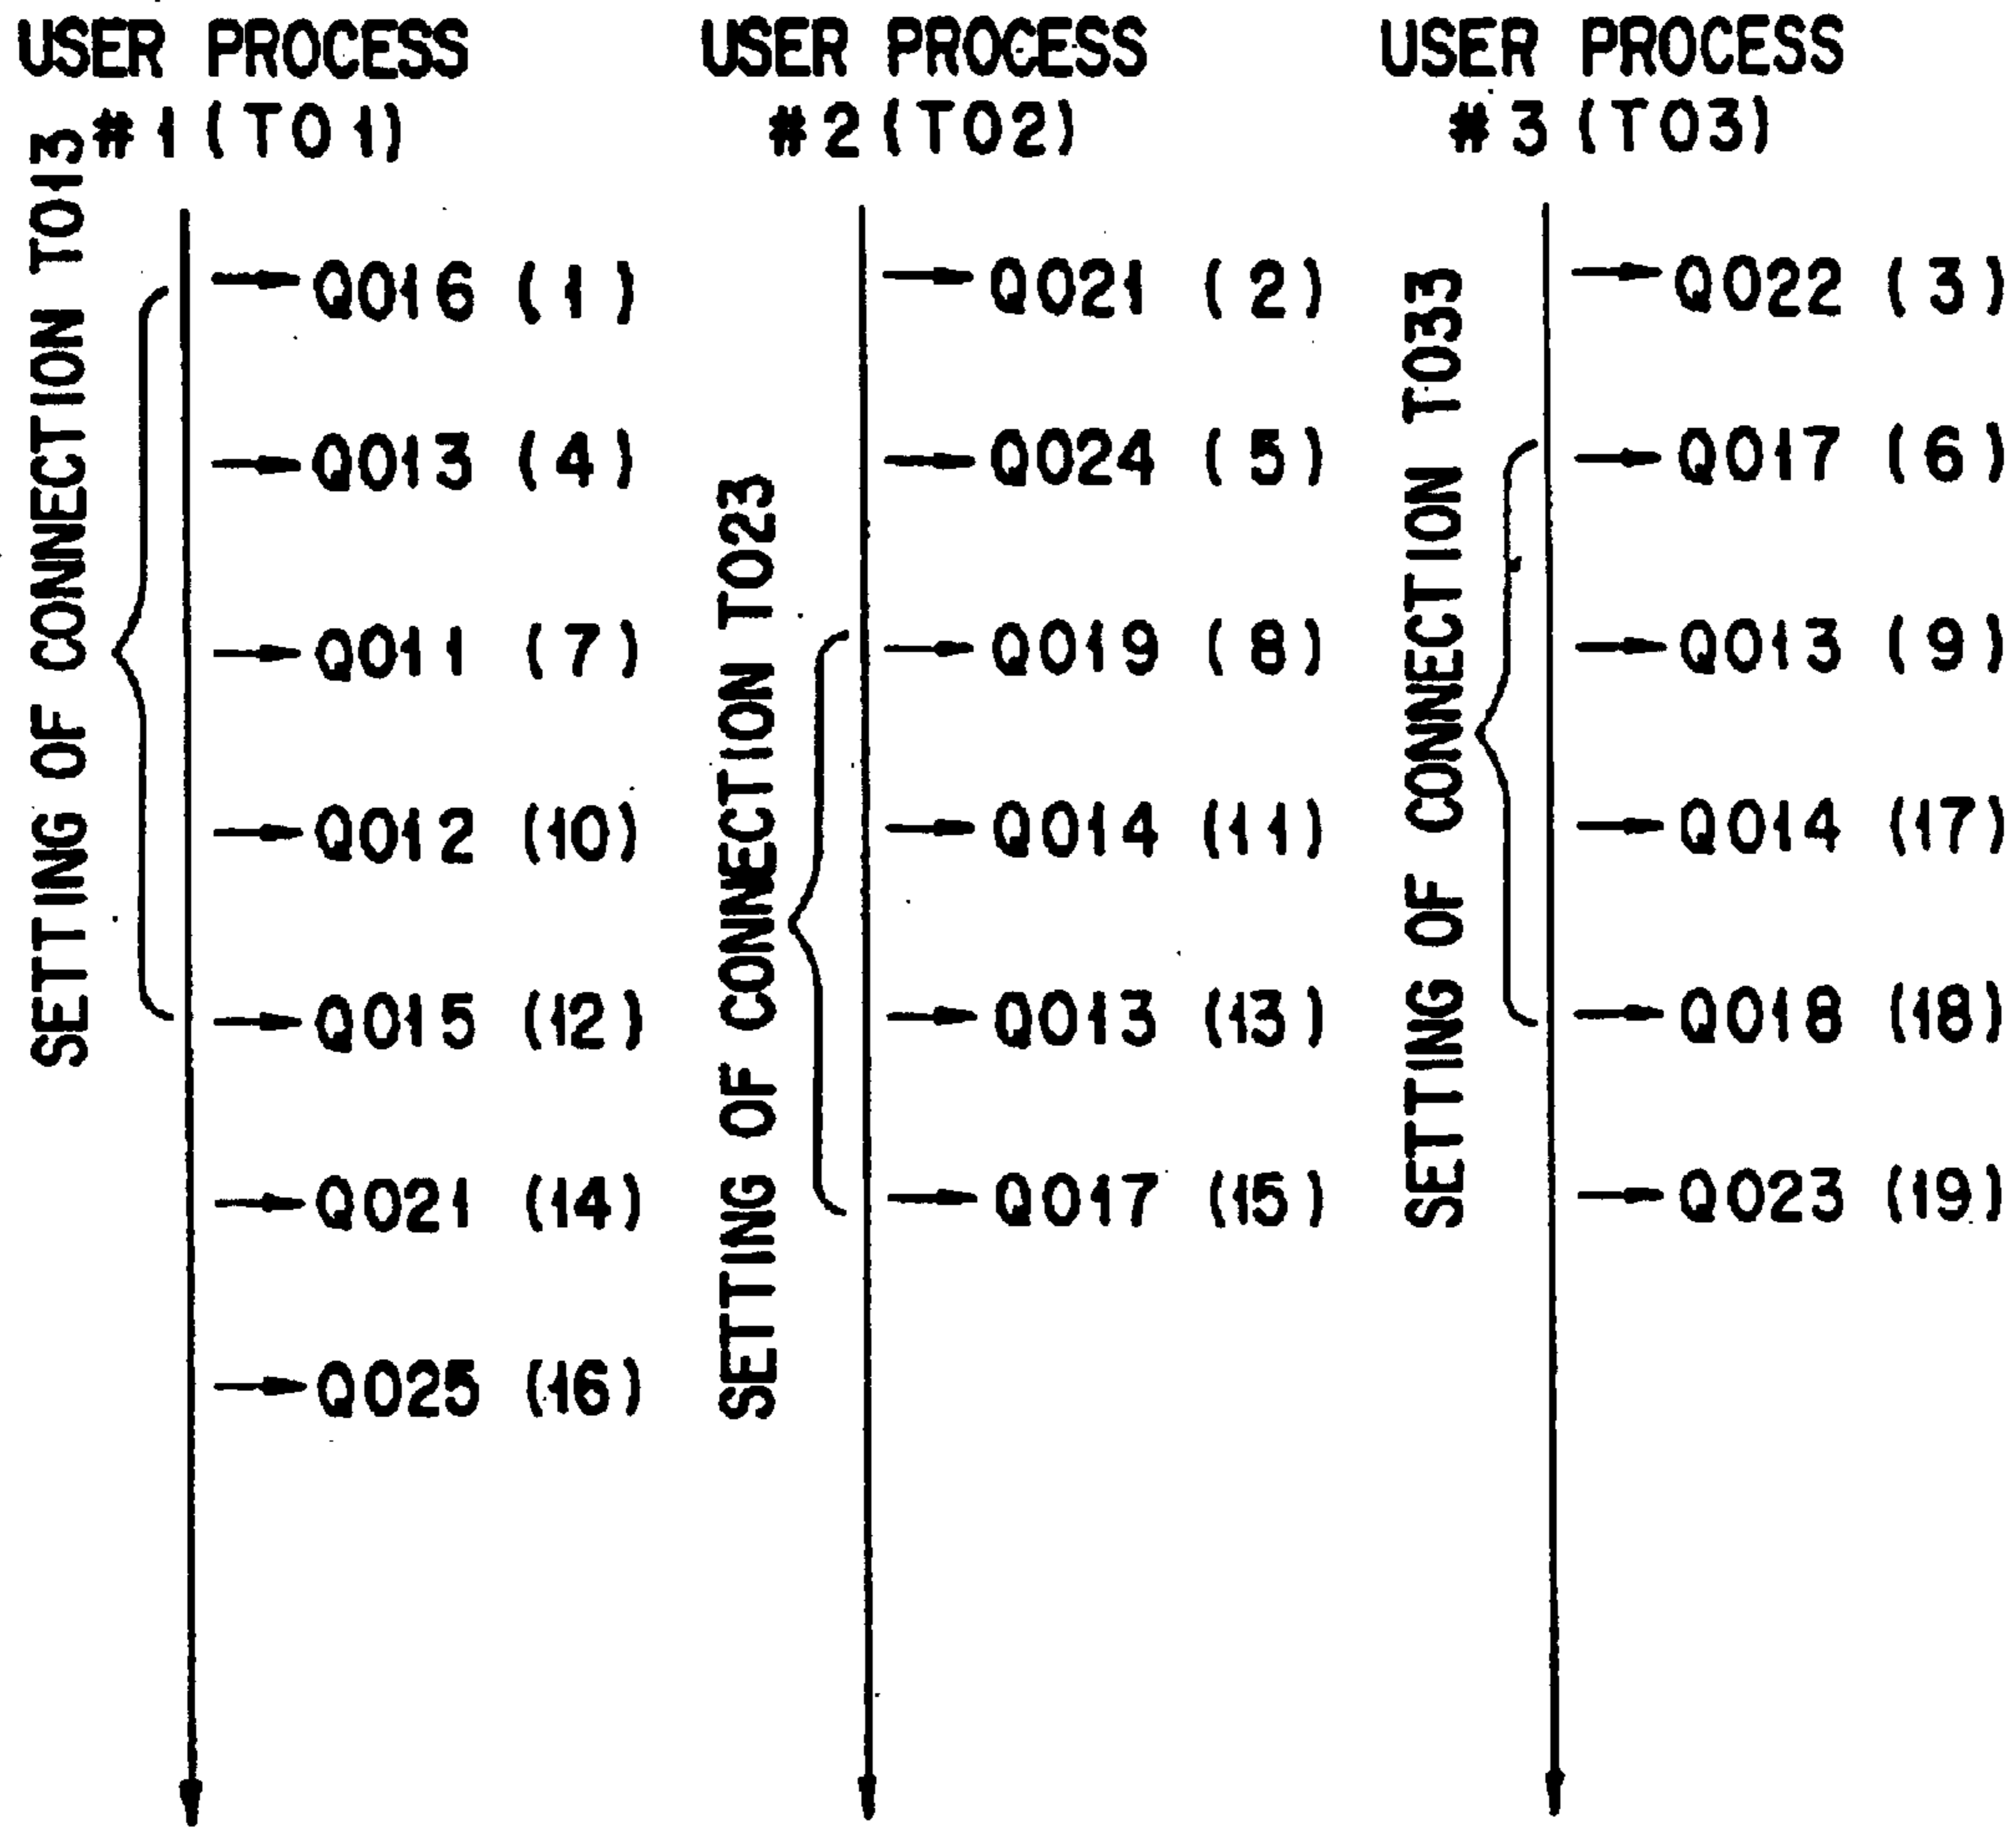 USER PROCESS
#1 (T01)
USER PROCESS
#2 (T02)
USER PROCESS
#3 (T03)
SETTING OF CONNECTION T013
Q016 (1)
Q013 (4)
Q011 (7)
Q012 (10)
Q015 (12)
Q021 (14)
Q025 (16)
SETTING OF CONNECTION T023
Q021 (2)
Q024 (5)
Q019 (8)
Q014 (11)
Q013 (13)
Q017 (15)
SETTING OF CONNECTION T033
Q022 (3)
Q017 (6)
Q013 (9)
Q014 (17)
Q018 (18)
Q023 (19)